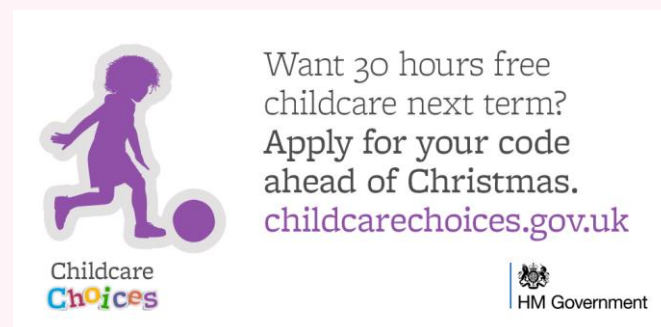 Want 30 hours free
childcare next term?
Apply for your code
ahead of Christmas.
childcarechoices.gov.uk
Childcare
Choices
HM Government